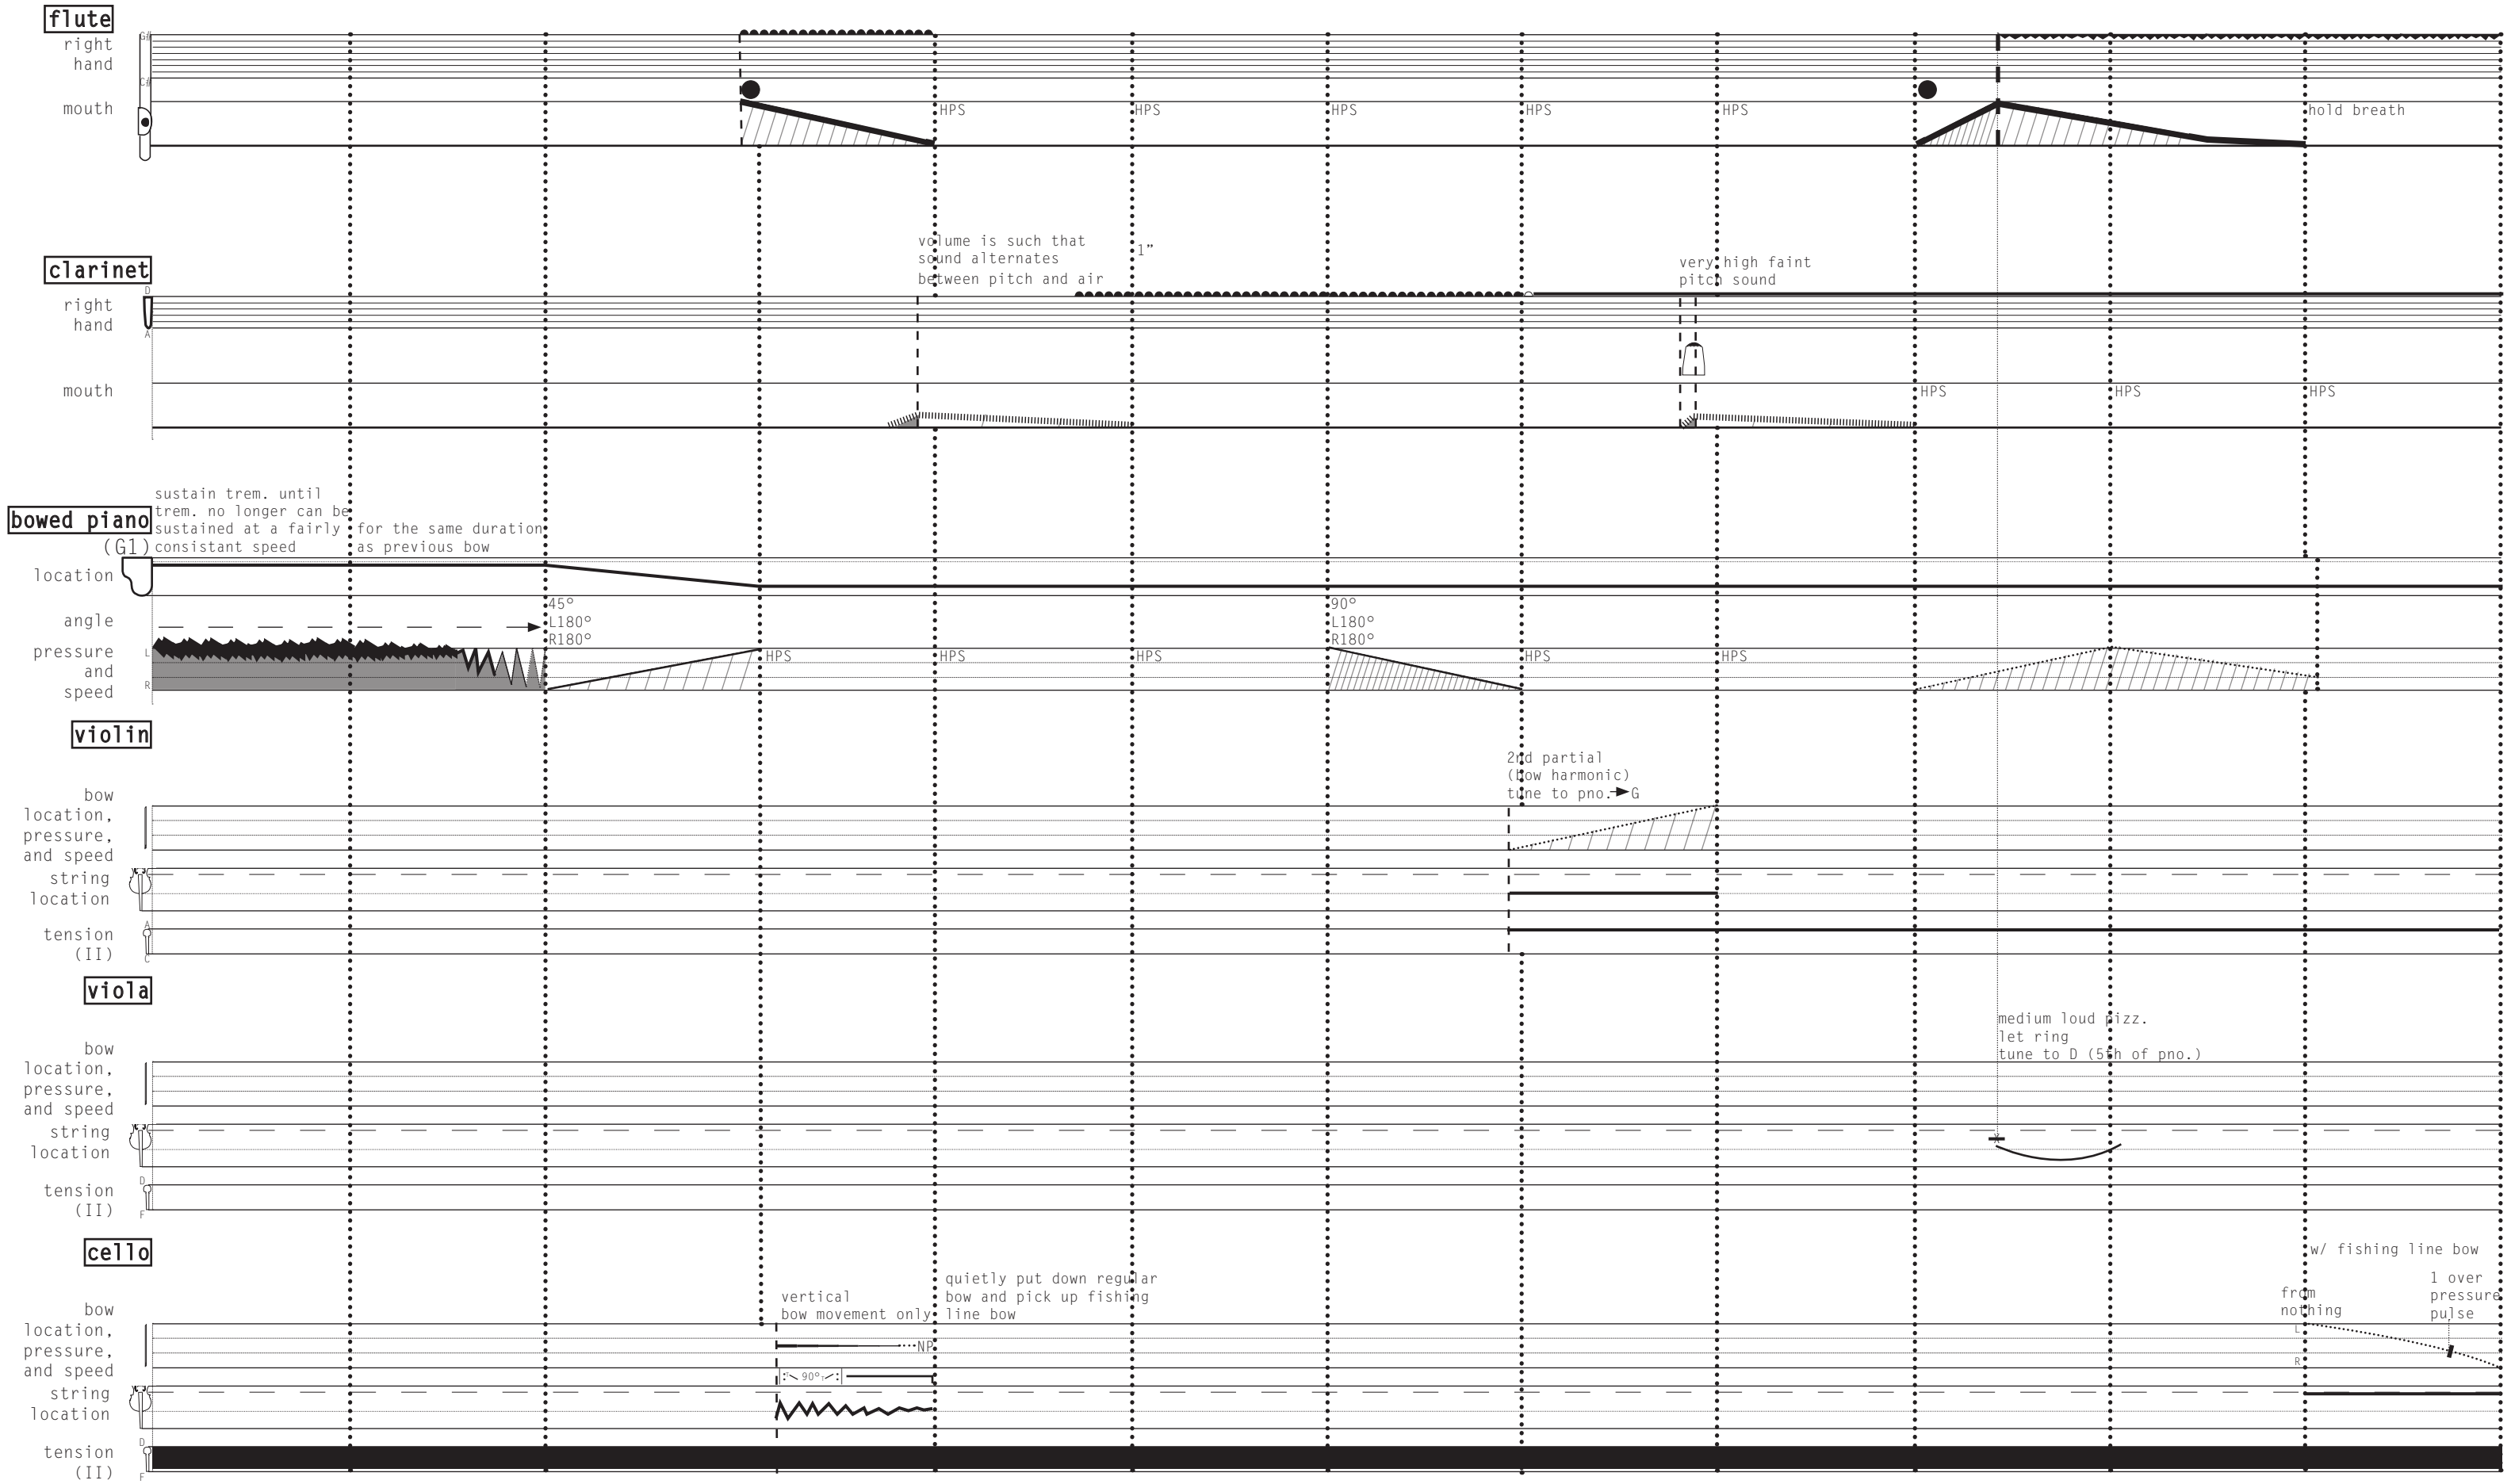 flute
G#
right
hand
C#
mouth
HPS
HPS
HPS
HPS
HPS
hold breath
volume is such that
sound alternates
between pitch and air
1”
very high faint
pitch sound
clarinet
D
right
hand
A
mouth
HPS
HPS
HPS
sustain trem. until
trem. no longer can be
sustained at a fairly
consistant speed
for the same duration
as previous bow
bowed piano
(G1)
location
angle
45°
L180°
R180°
90°
L180°
R180°
pressure
and
speed
L
R
HPS
HPS
HPS
HPS
HPS
violin
2nd partial
(bow harmonic)
tune to pno. G
bow
location,
pressure,
and speed
string
location
A
tension
(II)
C
viola
medium loud pizz.
let ring
tune to D (5th of pno.)
bow
location,
pressure,
and speed
string
location
x
D
tension
(II)
F
cello
w/ fishing line bow
quietly put down regular
bow and pick up fishing
line bow
vertical
bow movement only
from
nothing
1 over
pressure
pulse
bow
location,
pressure,
and speed
NP
L
R
90°
string
location
D
tension
(II)
F